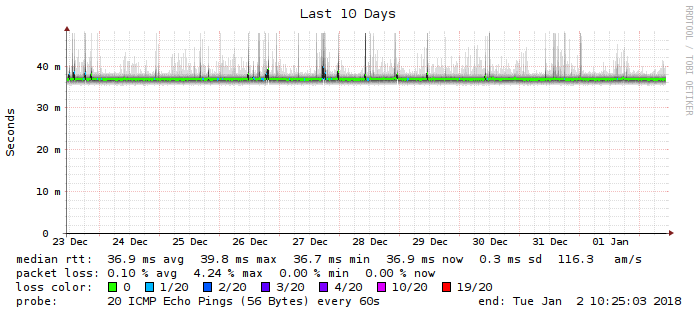 Last 10 Days
RRDTOOL / TOBI OETIKER
Seconds
40 m
30 m
20 m
10 m
0
23 Dec 24 Dec 25 Dec 26 Dec 27 Dec 28 Dec 29 Dec 30 Dec 31 Dec 01 Jan
median rtt: 36.9 ms avg 39.8 ms max 36.7 ms min 36.9 ms now 0.3 ms sd 116.3 am/s
packet loss: 0.10 % avg 4.24 % max 0.00 % min 0.00 % now
loss color: 0 1/20 2/20 3/20 4/20 10/20 19/20
probe: 20 ICMP Echo Pings (56 Bytes) every 60s end: Tue Jan 2 10:25:03 2018